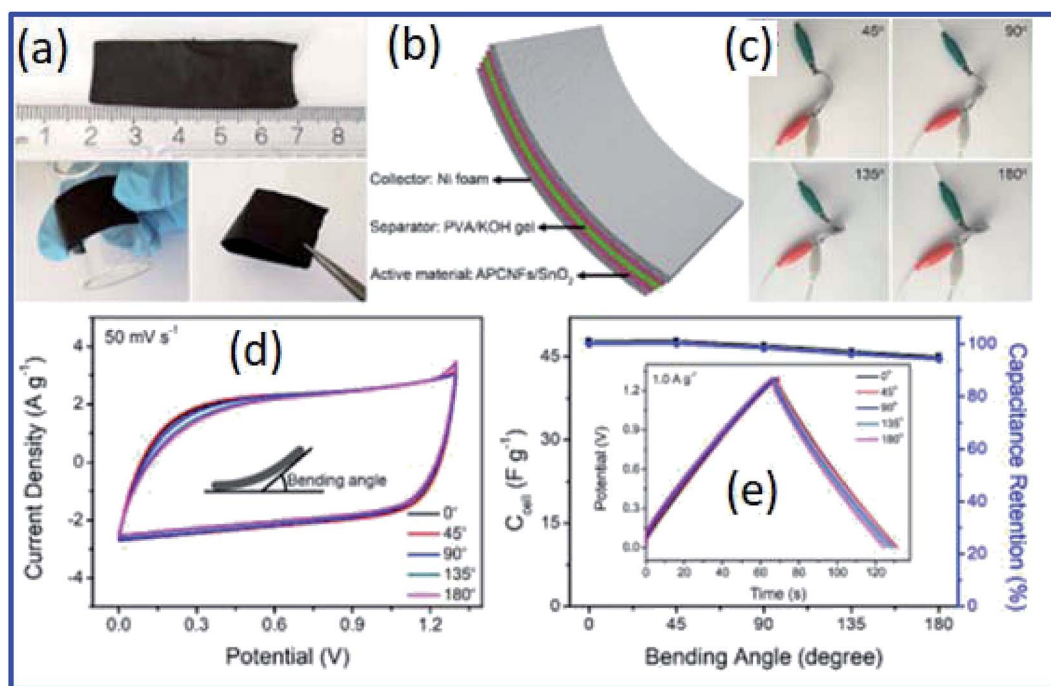 (a)
1 2 3 4 5 6 7 8
(b)
Collector: Ni foam
Separator: PVA/KOH gel
Active material: APCNFs/SnO₂
(c)
45°
90°
135°
180°
50 mV s⁻¹
(d)
Current Density (A g⁻¹)
4
2
0
-2
-4
Bending angle
0°
45°
90°
135°
180°
0.0 0.3 0.6 0.9 1.2
Potential (V)
C_cell (F g⁻¹)
45
30
15
0
1.0 A g⁻¹
Potential (V)
1.2
0.9
0.6
0.3
0.0
0°
45°
90°
135°
180°
(e)
0 20 40 60 80 100 120
Time (s)
100
80
60
40
20
0
Capacitance Retention (%)
0 45 90 135 180
Bending Angle (degree)